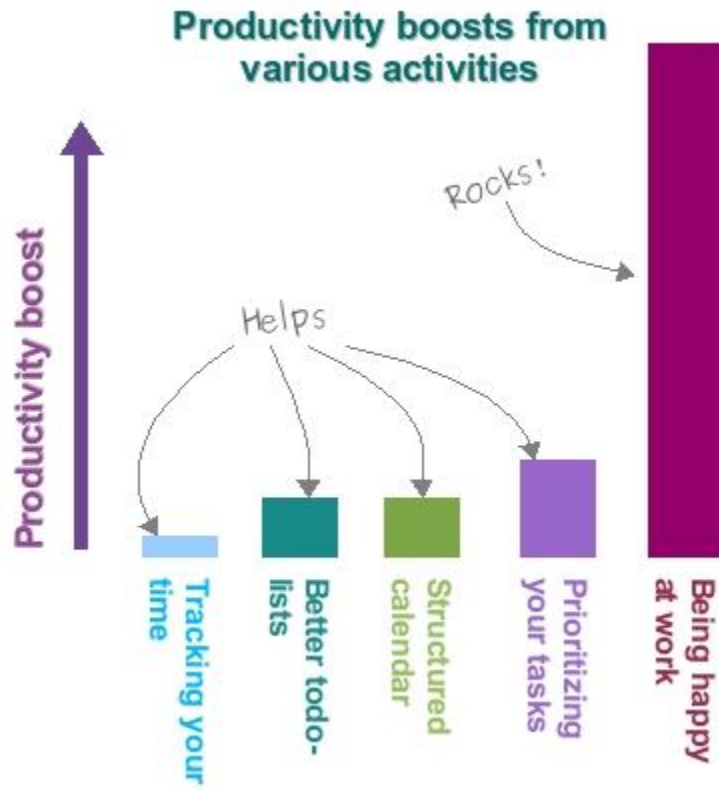 Productivity boosts from
various activities
Productivity boost
Rocks!
Helps
Tracking your
time
Better todo-
lists
Structured
calendar
Prioritizing
your tasks
Being happy
at work